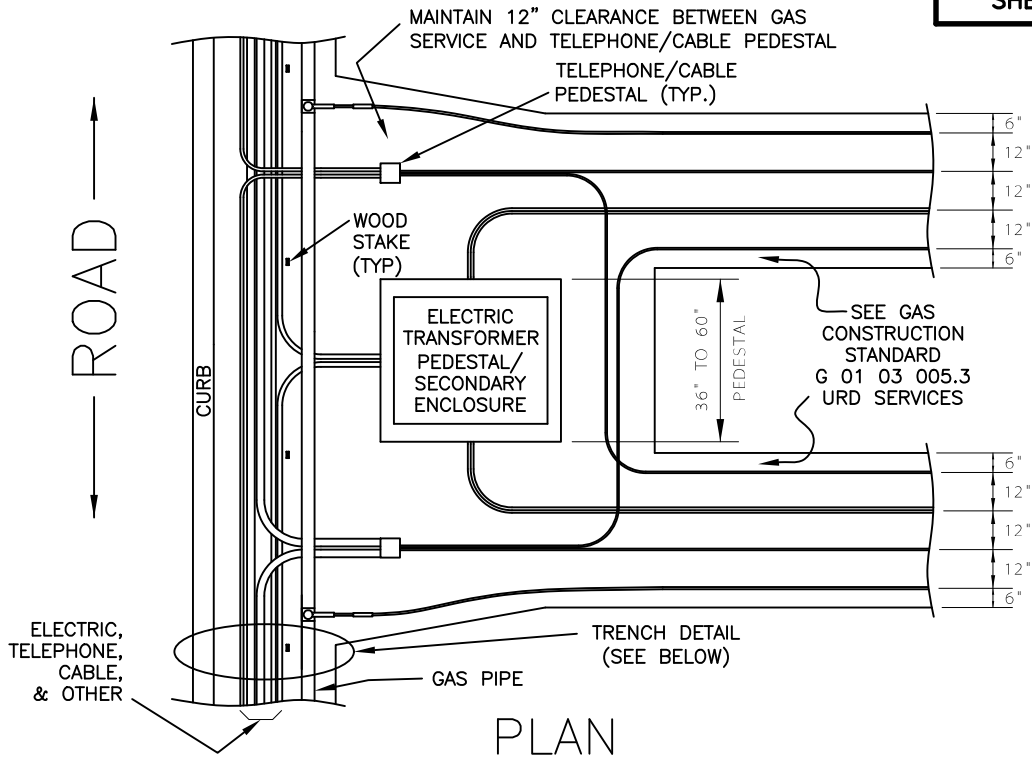 SHE
MAINTAIN 12" CLEARANCE BETWEEN GAS
SERVICE AND TELEPHONE/CABLE PEDESTAL
TELEPHONE/CABLE
PEDESTAL (TYP.)
6"
12"
12"
12"
6"
ROAD
WOOD
STAKE
(TYP)
CURB
ELECTRIC
TRANSFORMER
PEDESTAL/
SECONDARY
ENCLOSURE
36" TO 60"
PEDESTAL
SEE GAS
CONSTRUCTION
STANDARD
G 01 03 005.3
URD SERVICES
6"
12"
12"
12"
6"
ELECTRIC,
TELEPHONE,
CABLE,
& OTHER
TRENCH DETAIL
(SEE BELOW)
GAS PIPE
PLAN